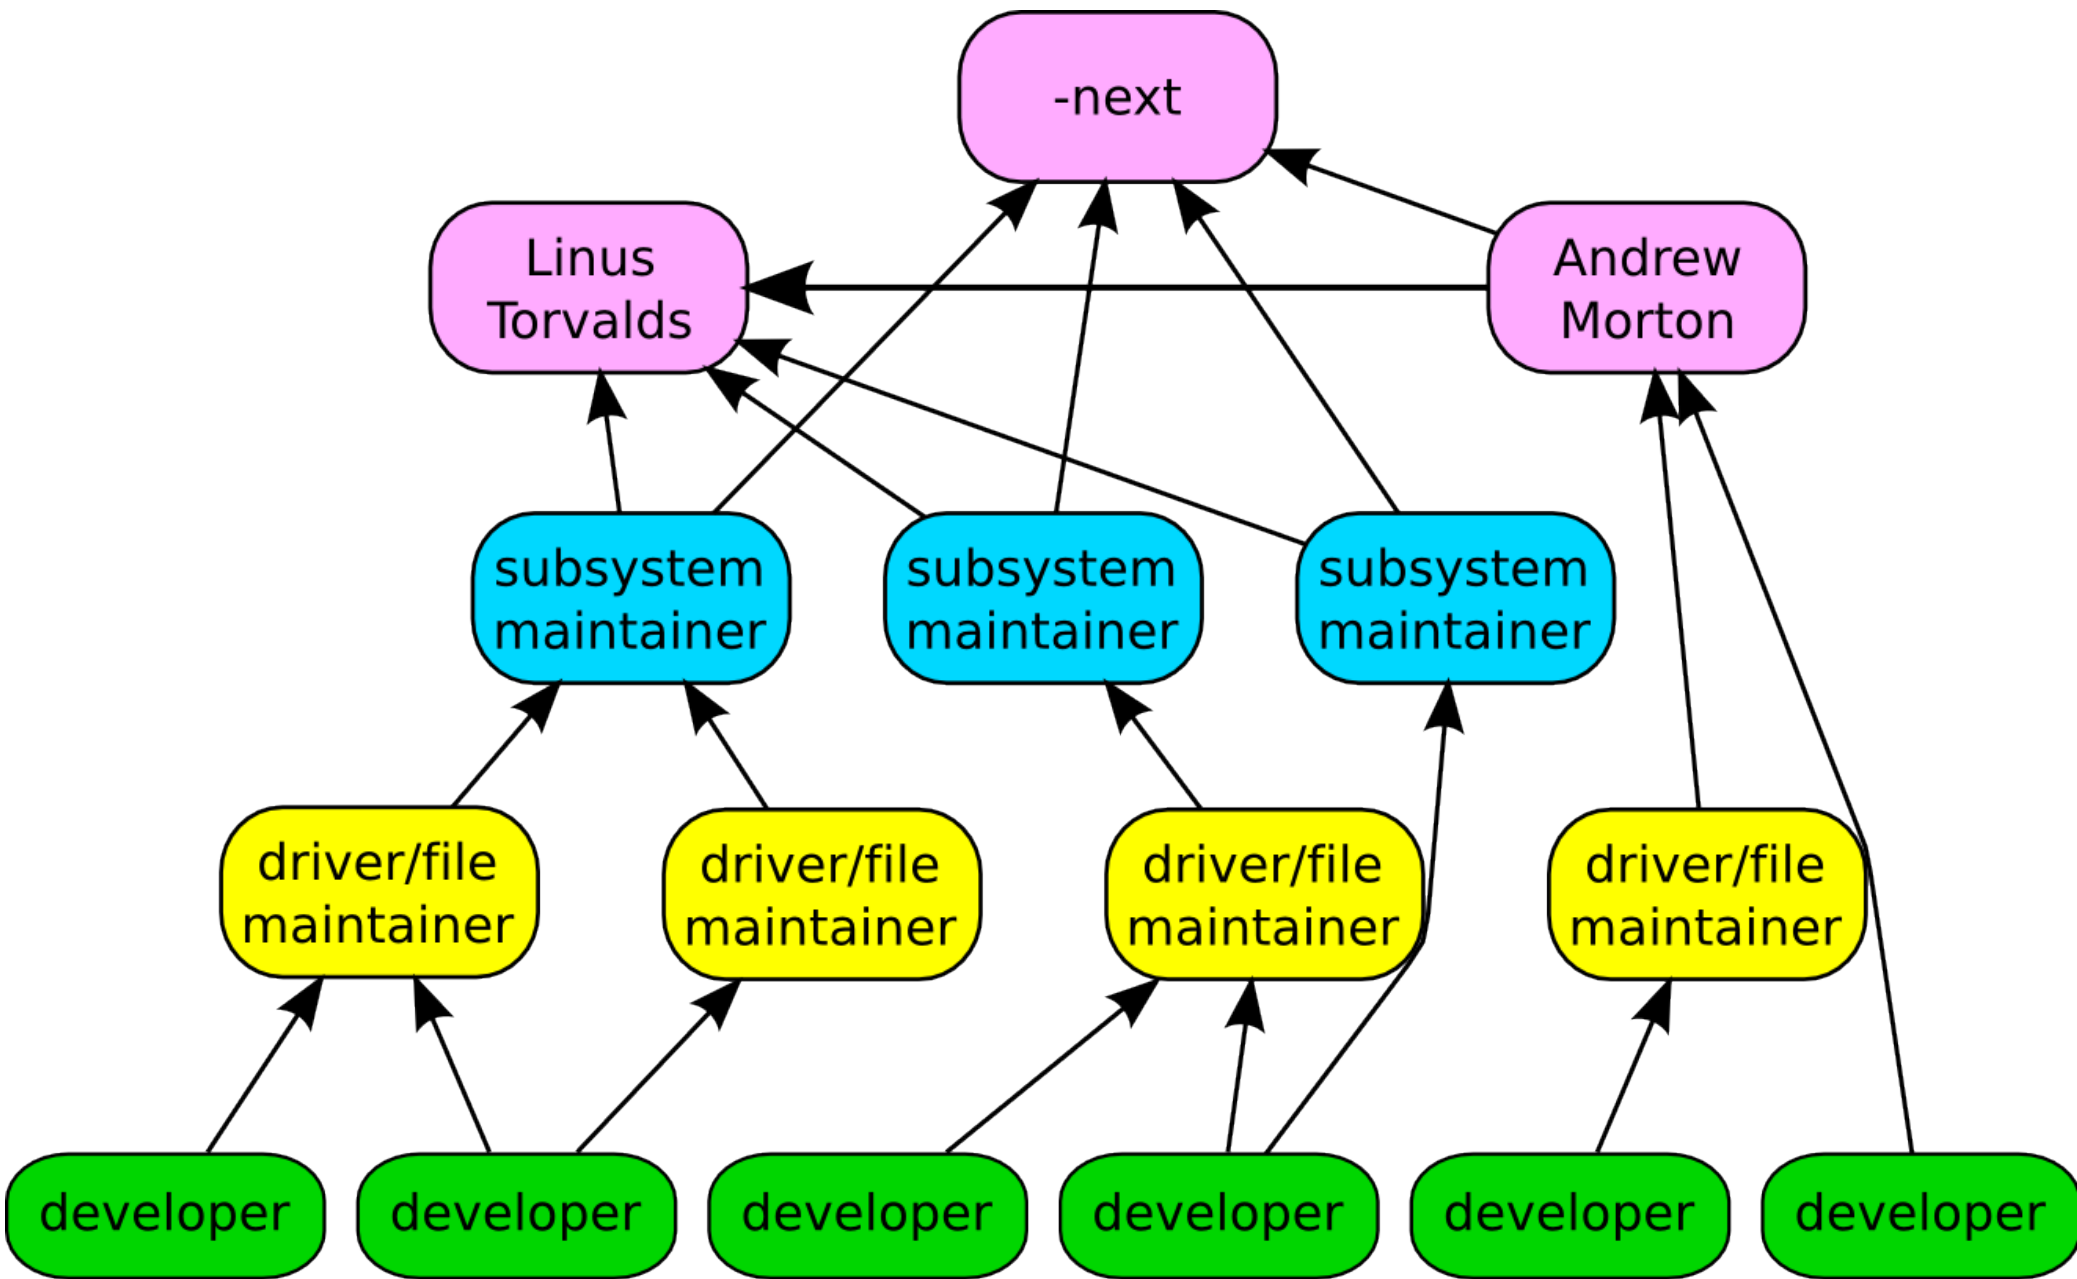 -next
Linus
Torvalds
Andrew
Morton
subsystem
maintainer
subsystem
maintainer
subsystem
maintainer
driver/file
maintainer
driver/file
maintainer
driver/file
maintainer
driver/file
maintainer
developer
developer
developer
developer
developer
developer